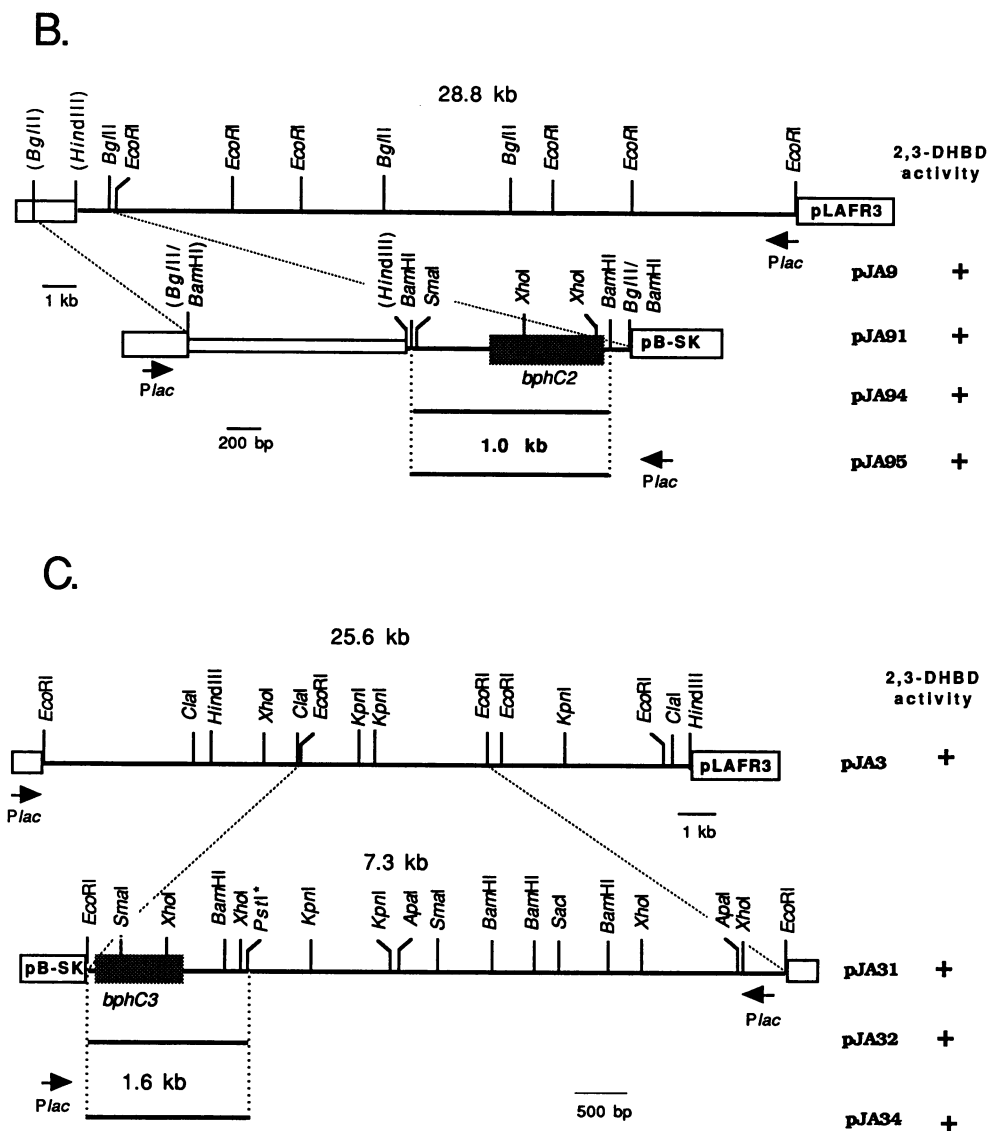 B.
28.8 kb
(BglII)
(HindIII)
BglII
EcoRI
EcoRI
EcoRI
BglII
BglII
EcoRI
EcoRI
EcoRI
2,3-DHBD
activity
pLAFR3
Plac
1 kb
pJA9 +
(BglII/
BamHI)
(HindIII)
BamHI
SmaI
XhoI
XhoI
BamHI
BglII/
BamHI
pB-SK
pJA91 +
Plac
bphC2
pJA94 +
200 bp
1.0 kb
Plac
pJA95 +
C.
25.6 kb
EcoRI
ClaI
HindIII
XhoI
ClaI
EcoRI
KpnI
KpnI
EcoRI
EcoRI
KpnI
EcoRI
ClaI
HindIII
2,3-DHBD
activity
pLAFR3
pJA3 +
Plac
1 kb
7.3 kb
EcoRI
SmaI
XhoI
BamHI
XhoI
PstI*
KpnI
KpnI
ApaI
SmaI
BamHI
BamHI
SacI
BamHI
XhoI
ApaI
XhoI
EcoRI
pB-SK
pJA31 +
bphC3
Plac
pJA32 +
1.6 kb
Plac
500 bp
pJA34 +